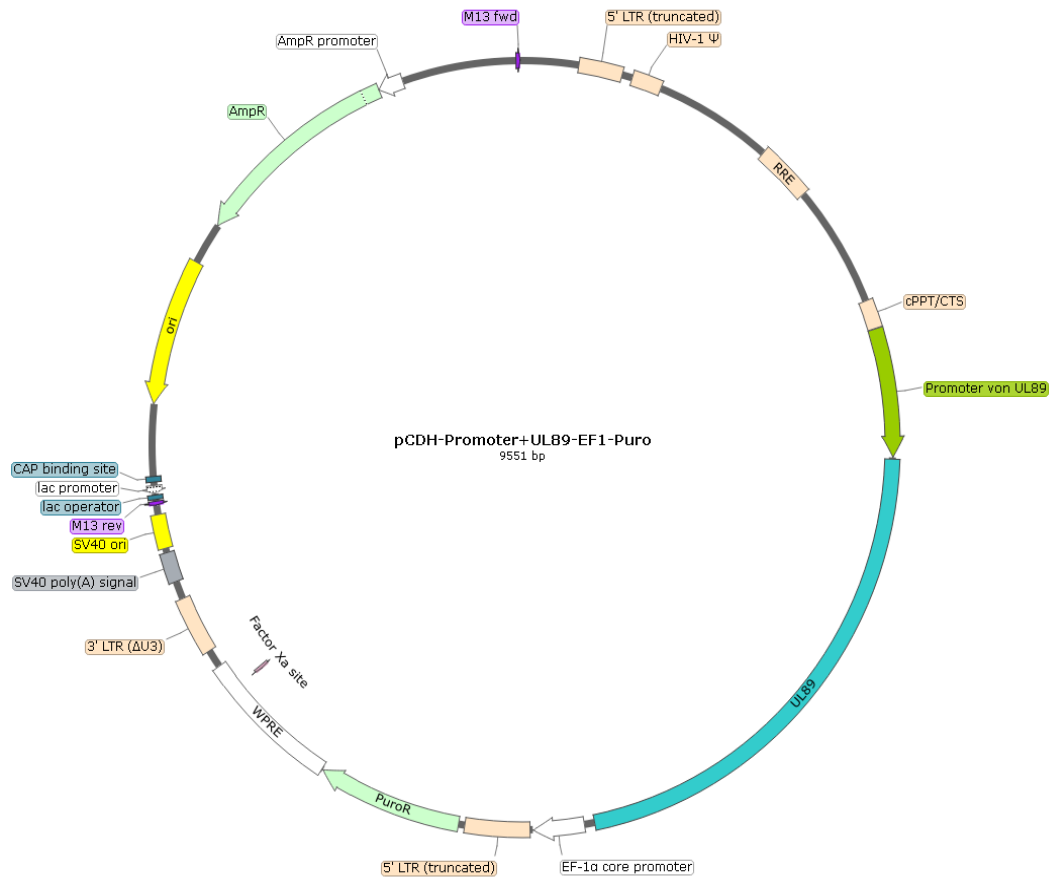 M13 fwd
5' LTR (truncated)
HIV-1 Ψ
AmpR promoter
AmpR
RRE
cPPT/CTS
ori
Promoter von UL89
pCDH-Promoter+UL89-EF1-Puro
9551 bp
CAP binding site
lac promoter
lac operator
M13 rev
SV40 ori
SV40 poly(A) signal
3' LTR (ΔU3)
Factor Xa site
UL89
WPRE
PuroR
5' LTR (truncated)
EF-1α core promoter